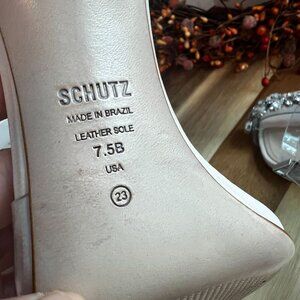 SCHUTZ
MADE IN BRAZIL
LEATHER SOLE
7.5B
USA
23